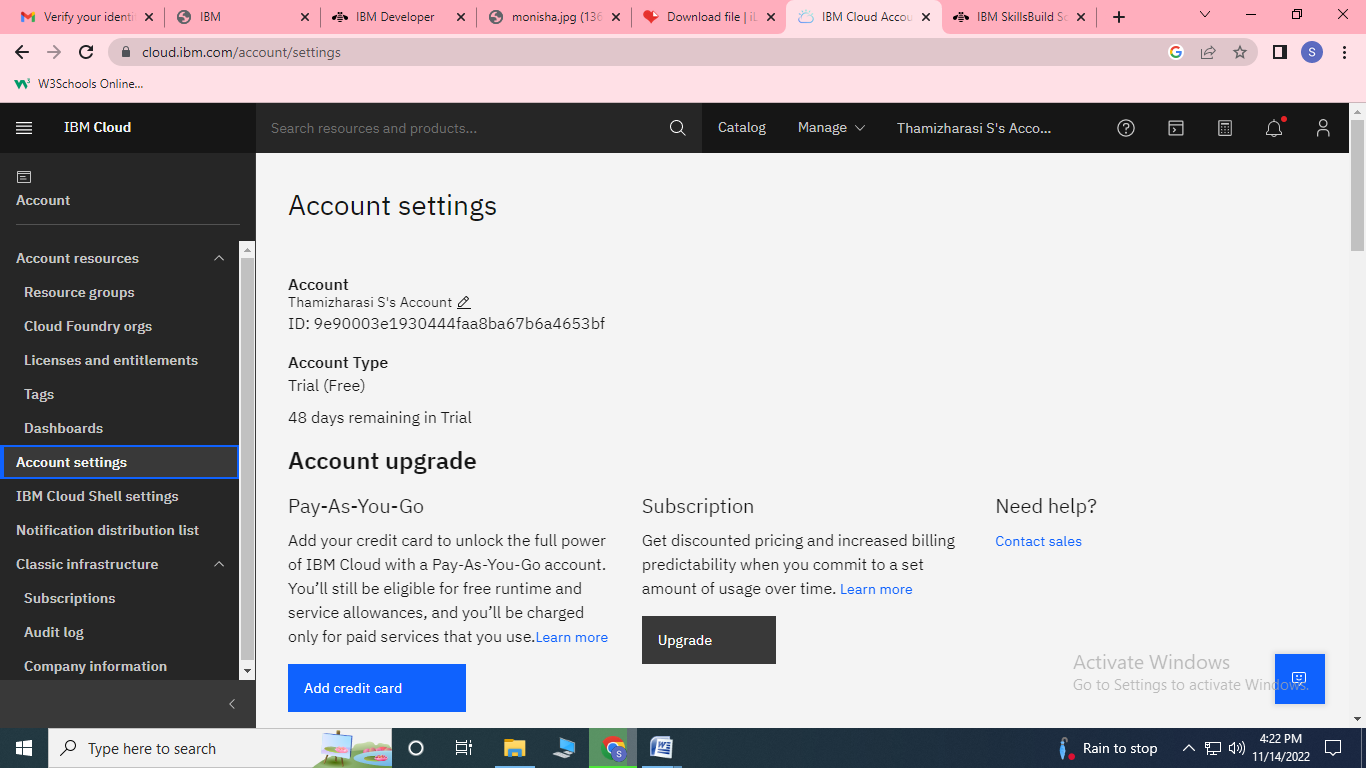 Verify your identi
IBM
IBM Developer
monisha.jpg (136
Download file | iL
IBM Cloud Accou
IBM SkillsBuild So
cloud.ibm.com/account/settings
S
W3Schools Online...
IBM Cloud
Search resources and products...
Catalog
Manage
Thamizharasi S's Acco...
Account
Account resources
Resource groups
Cloud Foundry orgs
Licenses and entitlements
Tags
Dashboards
Account settings
IBM Cloud Shell settings
Notification distribution list
Classic infrastructure
Subscriptions
Audit log
Company information
Account settings
Account
Thamizharasi S's Account
ID: 9e90003e1930444faa8ba67b6a4653bf
Account Type
Trial (Free)
48 days remaining in Trial
Account upgrade
Pay-As-You-Go
Add your credit card to unlock the full power
of IBM Cloud with a Pay-As-You-Go account.
You’ll still be eligible for free runtime and
service allowances, and you’ll be charged
only for paid services that you use.Learn more
Add credit card
Subscription
Get discounted pricing and increased billing
predictability when you commit to a set
amount of usage over time. Learn more
Upgrade
Need help?
Contact sales
Activate Windows
Go to Settings to activate Windows.
Type here to search
S
Rain to stop
4:22 PM
11/14/2022